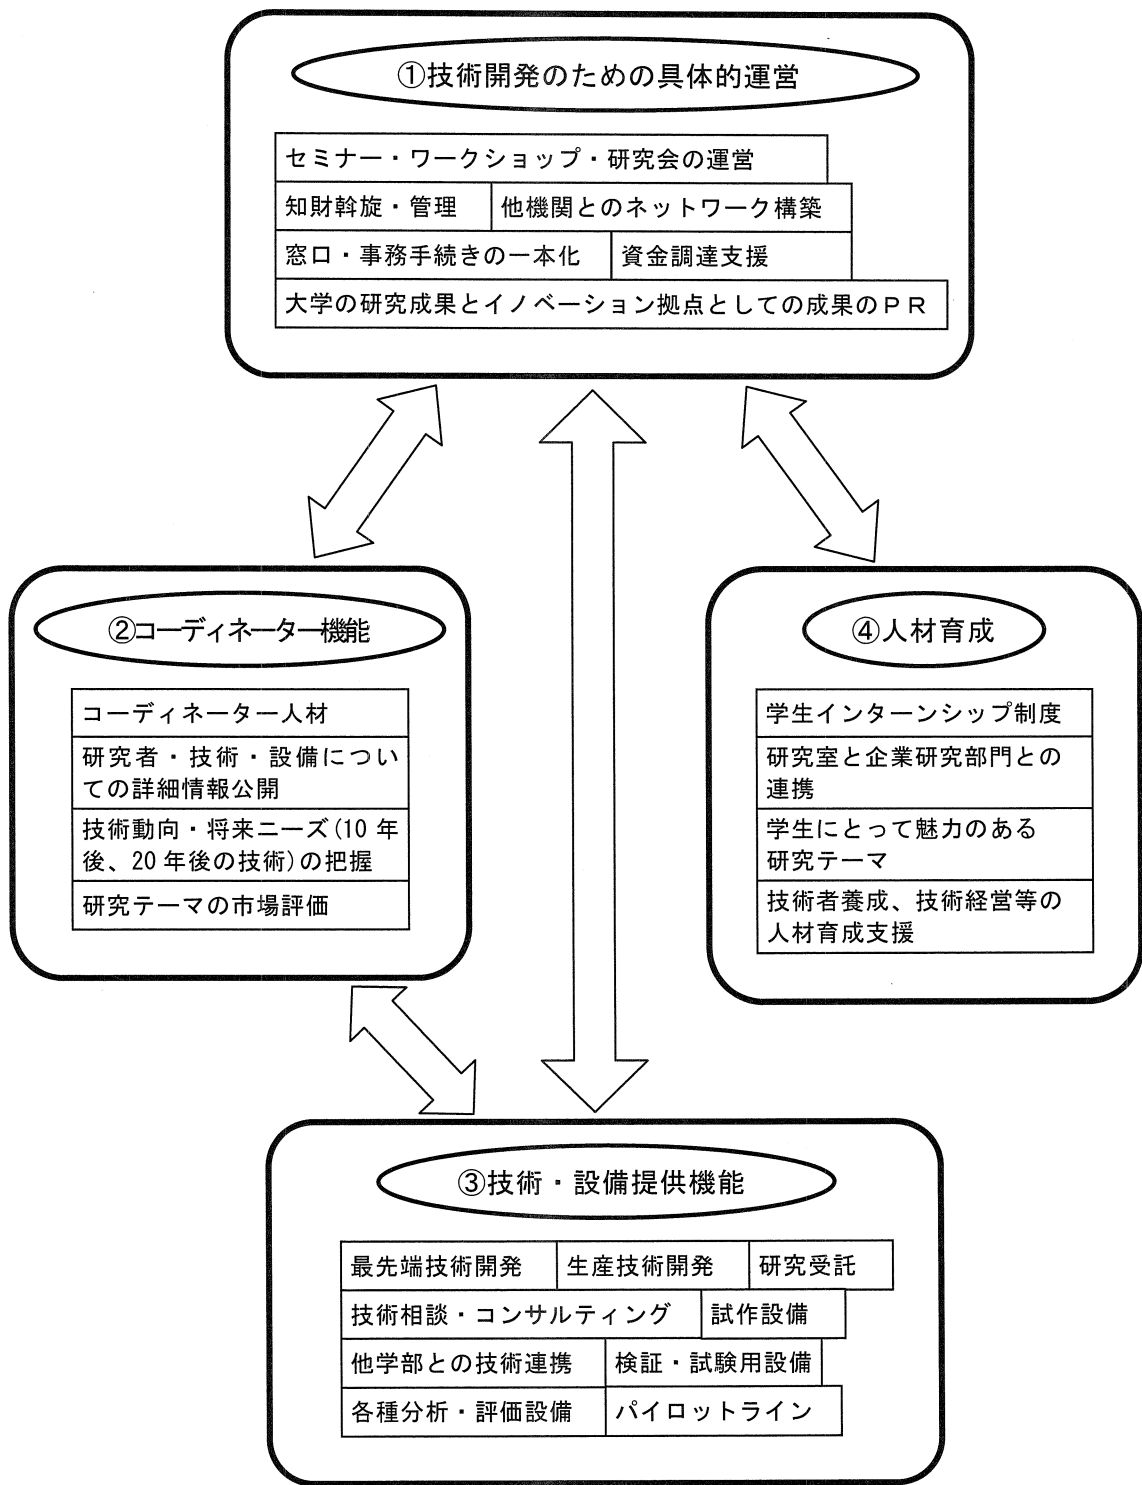 ①技術開発のための具体的運営
セミナー・ワークショップ・研究会の運営
知財斡旋・管理
他機関とのネットワーク構築
窓口・事務手続きの一本化
資金調達支援
大学の研究成果とイノベーション拠点としての成果のＰＲ
②コーディネーター機能
コーディネーター人材
研究者・技術・設備につい
ての詳細情報公開
技術動向・将来ニーズ(10 年
後、20 年後の技術)の把握
研究テーマの市場評価
④人材育成
学生インターンシップ制度
研究室と企業研究部門との
連携
学生にとって魅力のある
研究テーマ
技術者養成、技術経営等の
人材育成支援
③技術・設備提供機能
最先端技術開発
生産技術開発
研究受託
技術相談・コンサルティング
試作設備
他学部との技術連携
検証・試験用設備
各種分析・評価設備
パイロットライン